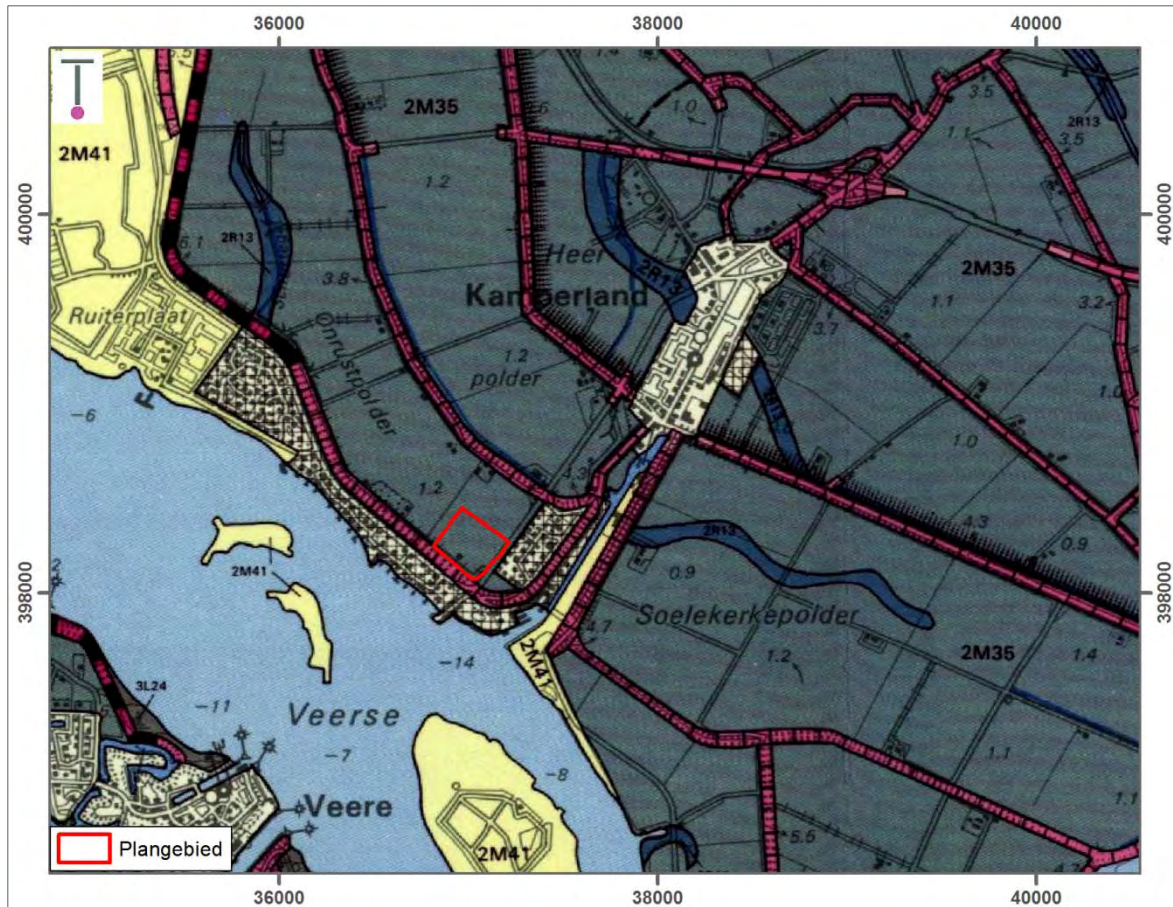 36000
38000
40000
2M35
3.5
1.0
2R13
2M41
1.1
3.5
1.2
400000
400000
6.1
2R13
Heer
2M35
2R13
3.8
Kamperland
1.1
3.2
Ruiterplaat
3.7
Onrustpolder
1.2
polder
-6
1.0
1.0
4.3
1.2
4.3
2R13
0.9
2M41
0.9
398000
398000
Soelekerkepolder
4.7
-14
2M41
1.2
2M35
1.4
3L24
-11
Veerse
-7
-8
1.1
Veere
1.1
5.5
Plangebied
2M41
36000
38000
40000